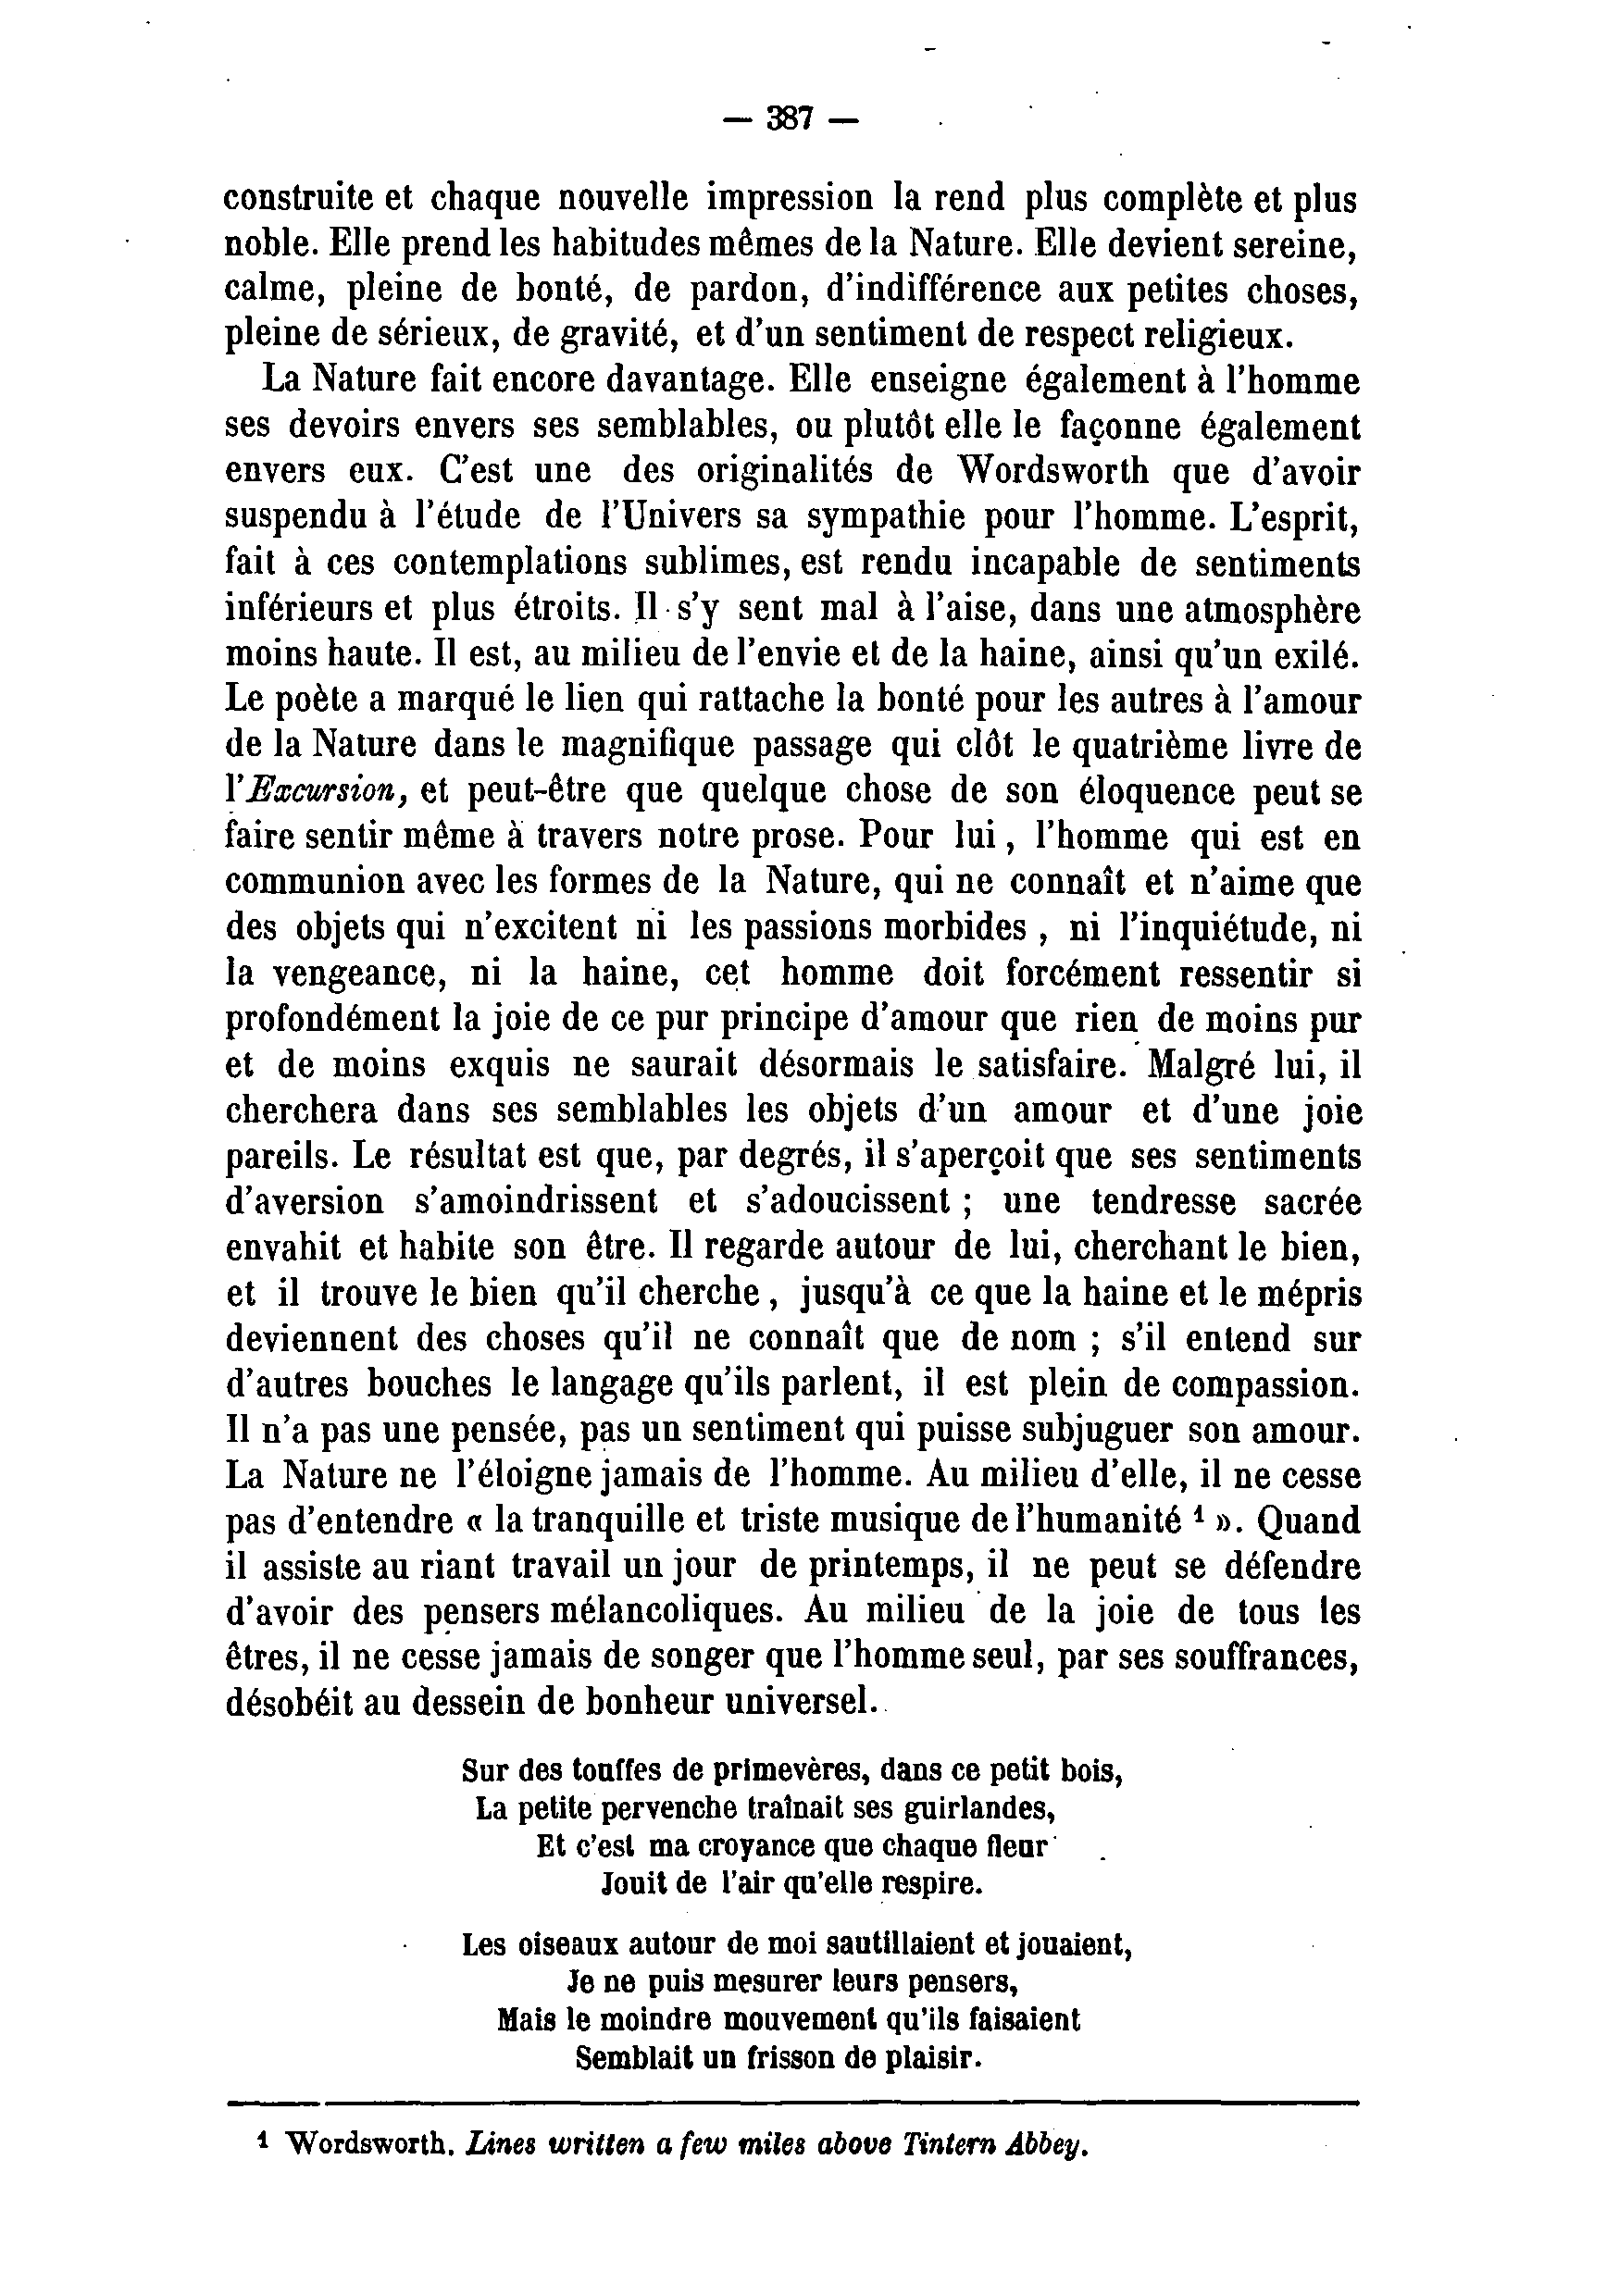 — 387 —
construite et chaque nouvelle impression la rend plus complète et plus
noble. Elle prend les habitudes mêmes de la Nature. Elle devient sereine,
calme, pleine de bonté, de pardon, d'indifférence aux petites choses,
pleine de sérieux, de gravité, et d'un sentiment de respect religieux.
La Nature fait encore davantage. Elle enseigne également à l'homme
ses devoirs envers ses semblables, ou plutôt elle le façonne également
envers eux. C'est une des originalités de Wordsworth que d'avoir
suspendu à l'étude de l'Univers sa sympathie pour l'homme. L'esprit,
fait à ces contemplations sublimes, est rendu incapable de sentiments
inférieurs et plus étroits. Il s'y sent mal à l'aise, dans une atmosphère
moins haute. Il est, au milieu de l'envie et de la haine, ainsi qu'un exilé.
Le poète a marqué le lien qui rattache la bonté pour les autres à l'amour
de la Nature dans le magnifique passage qui clôt le quatrième livre de
l'Excursion, et peut-être que quelque chose de son éloquence peut se
faire sentir même à travers notre prose. Pour lui, l'homme qui est en
communion avec les formes de la Nature, qui ne connaît et n'aime que
des objets qui n'excitent ni les passions morbides, ni l'inquiétude, ni
la vengeance, ni la haine, cet homme doit forcément ressentir si
profondément la joie de ce pur principe d'amour que rien de moins pur
et de moins exquis ne saurait désormais le satisfaire. Malgré lui, il
cherchera dans ses semblables les objets d'un amour et d'une joie
pareils. Le résultat est que, par degrés, il s'aperçoit que ses sentiments
d'aversion s'amoindrissent et s'adoucissent ; une tendresse sacrée
envahit et habite son être. Il regarde autour de lui, cherchant le bien,
et il trouve le bien qu'il cherche, jusqu'à ce que la haine et le mépris
deviennent des choses qu'il ne connaît que de nom ; s'il entend sur
d'autres bouches le langage qu'ils parlent, il est plein de compassion.
Il n'a pas une pensée, pas un sentiment qui puisse subjuguer son amour.
La Nature ne l'éloigne jamais de l'homme. Au milieu d'elle, il ne cesse
pas d'entendre « la tranquille et triste musique de l'humanité ¹ ». Quand
il assiste au riant travail un jour de printemps, il ne peut se défendre
d'avoir des pensers mélancoliques. Au milieu de la joie de tous les
êtres, il ne cesse jamais de songer que l'homme seul, par ses souffrances,
désobéit au dessein de bonheur universel.
Sur des touffes de primevères, dans ce petit bois,
La petite pervenche traînait ses guirlandes,
Et c'est ma croyance que chaque fleur
Jouit de l'air qu'elle respire.
Les oiseaux autour de moi sautillaient et jouaient,
Je ne puis mesurer leurs pensers,
Mais le moindre mouvement qu'ils faisaient
Semblait un frisson de plaisir.
¹ Wordsworth. Lines written a few miles above Tintern Abbey.